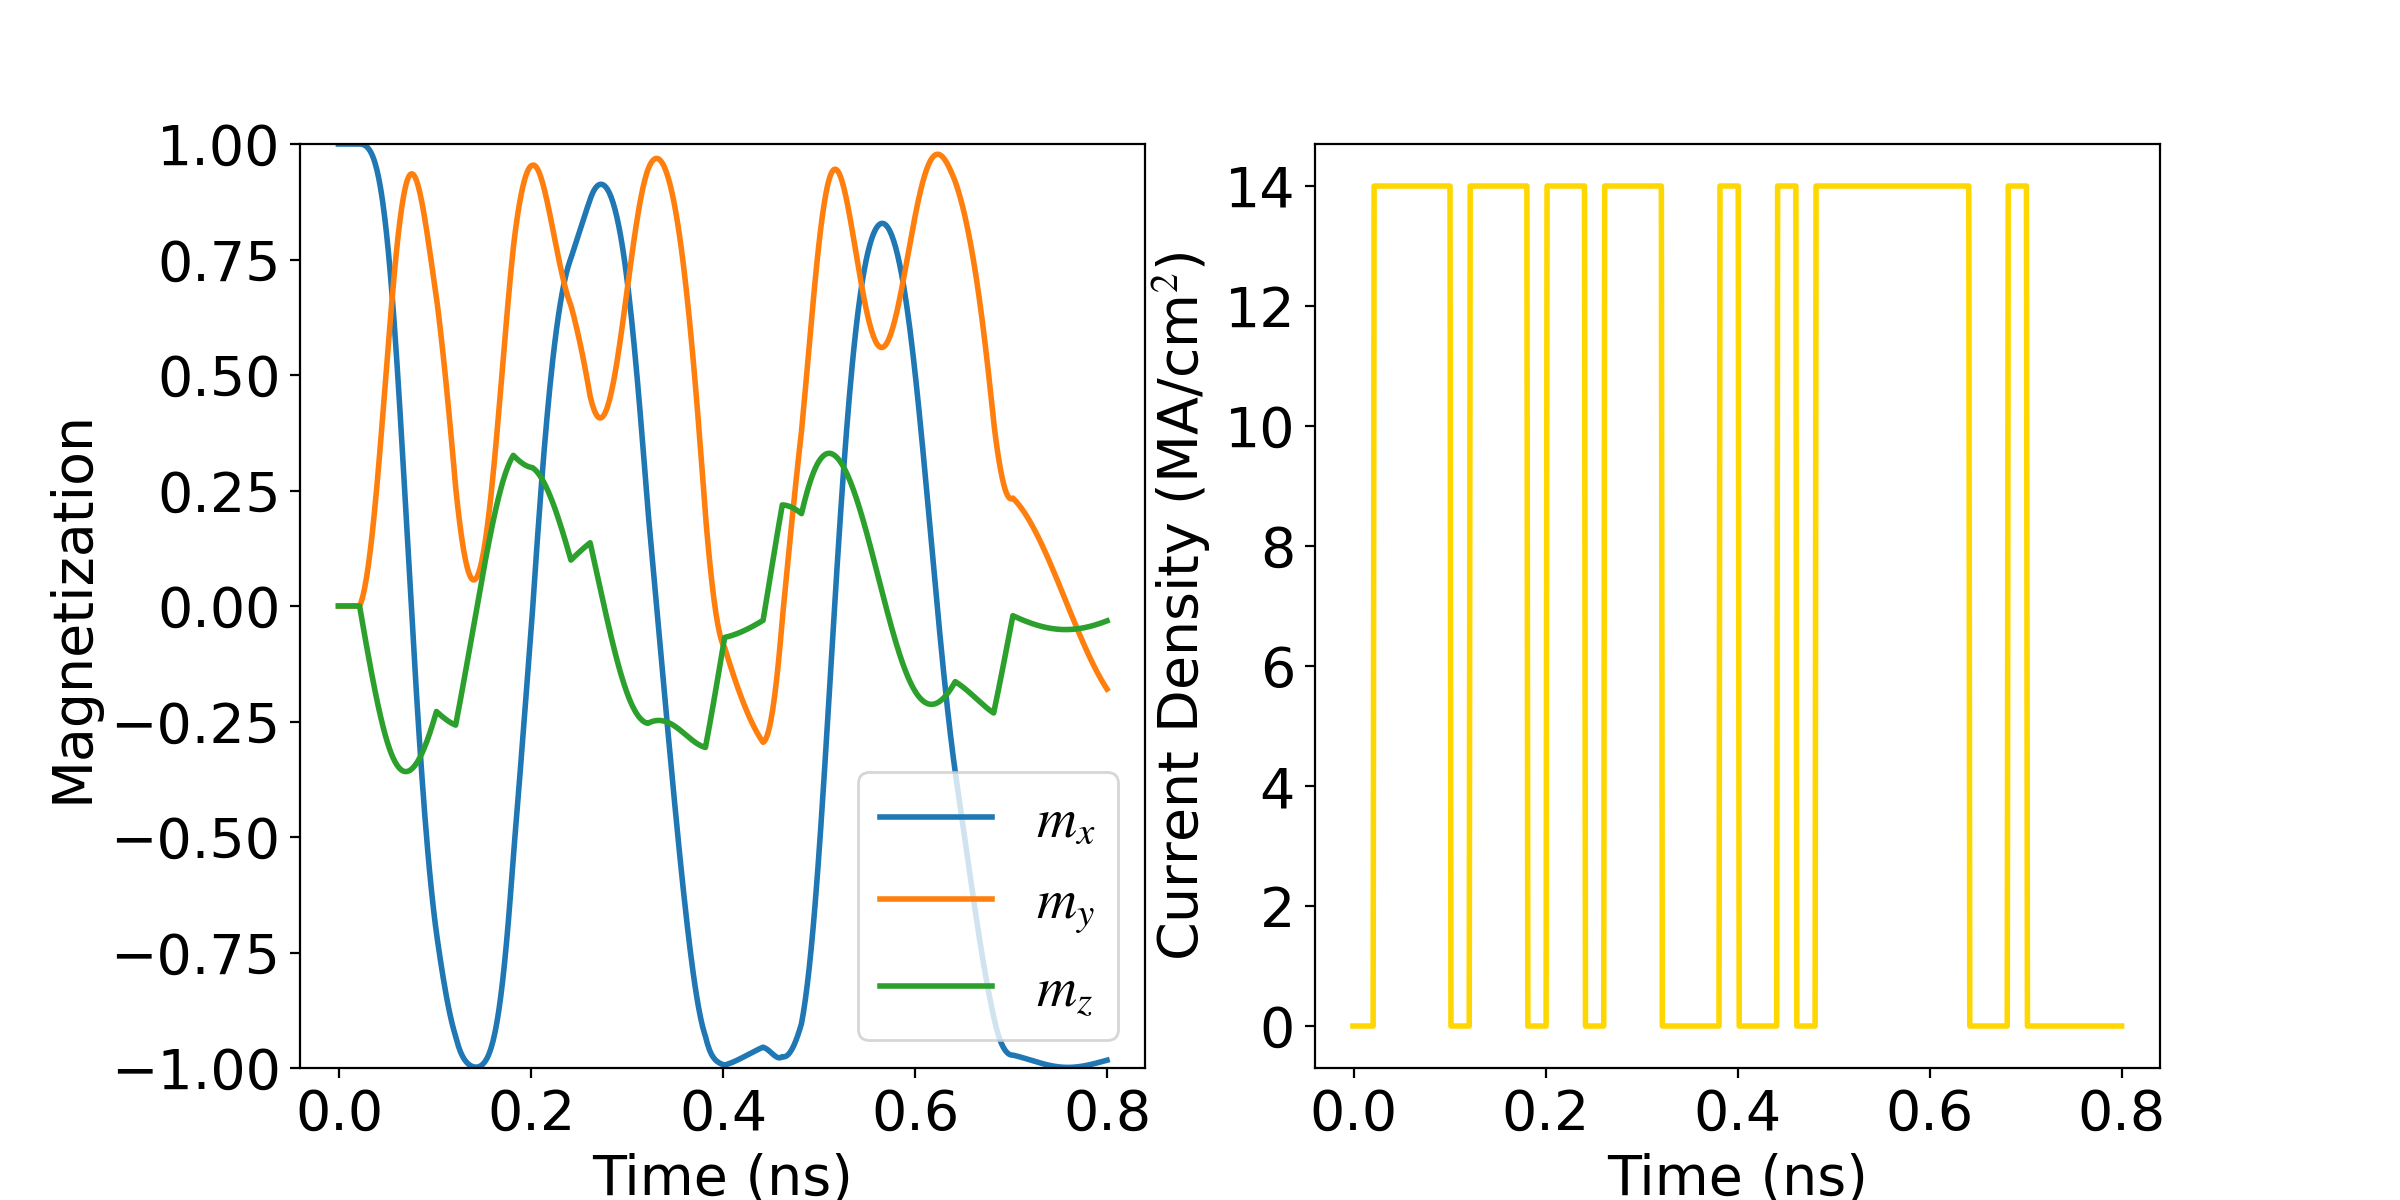 Magnetization
1.00
0.75
0.50
0.25
0.00
−0.25
−0.50
−0.75
−1.00
0.0 0.2 0.4 0.6 0.8
Time (ns)
m_x
m_y
m_z
Current Density (MA/cm²)
14
12
10
8
6
4
2
0
0.0 0.2 0.4 0.6 0.8
Time (ns)